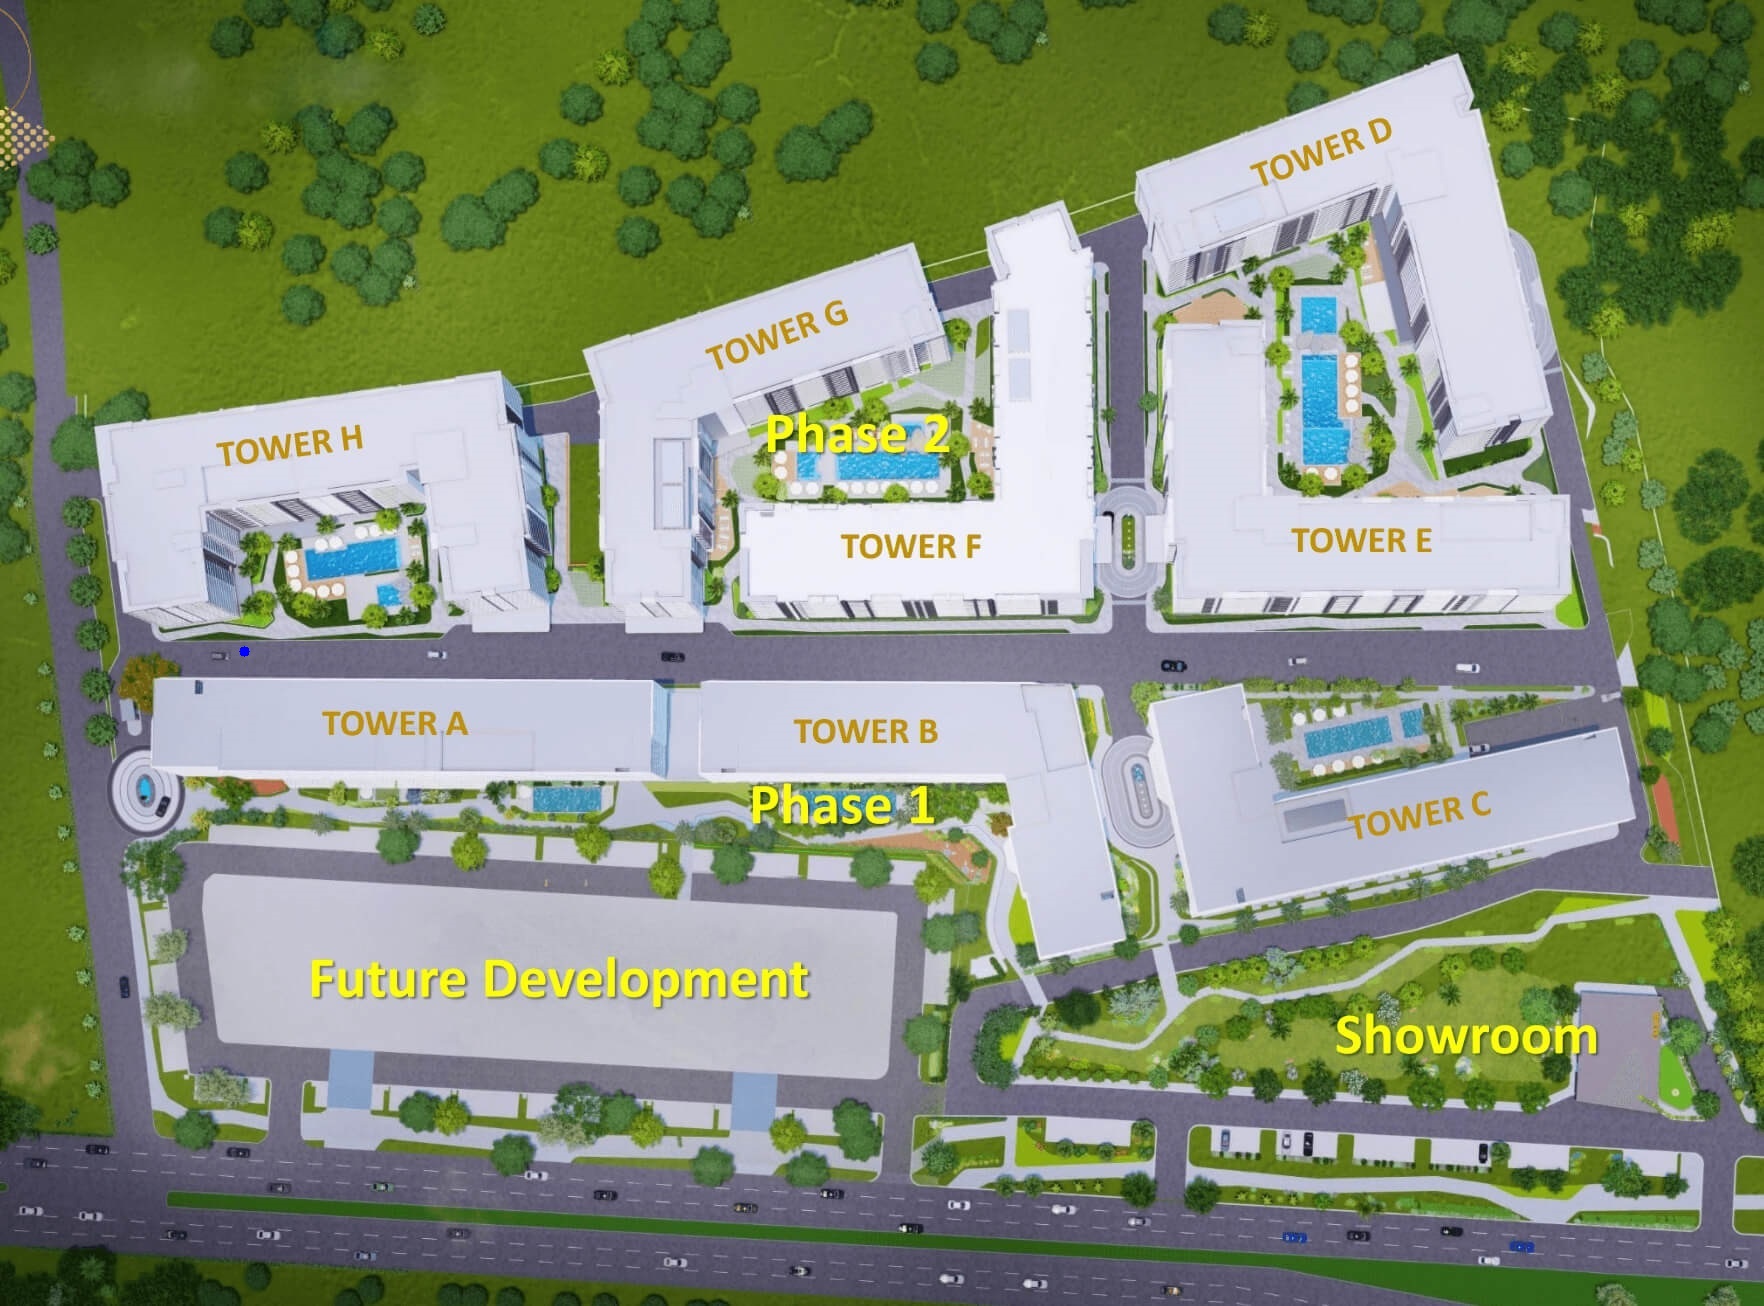 TOWER D
TOWER G
TOWER H
Phase 2
TOWER F
TOWER E
TOWER A
TOWER B
Phase 1
TOWER C
Future Development
Showroom